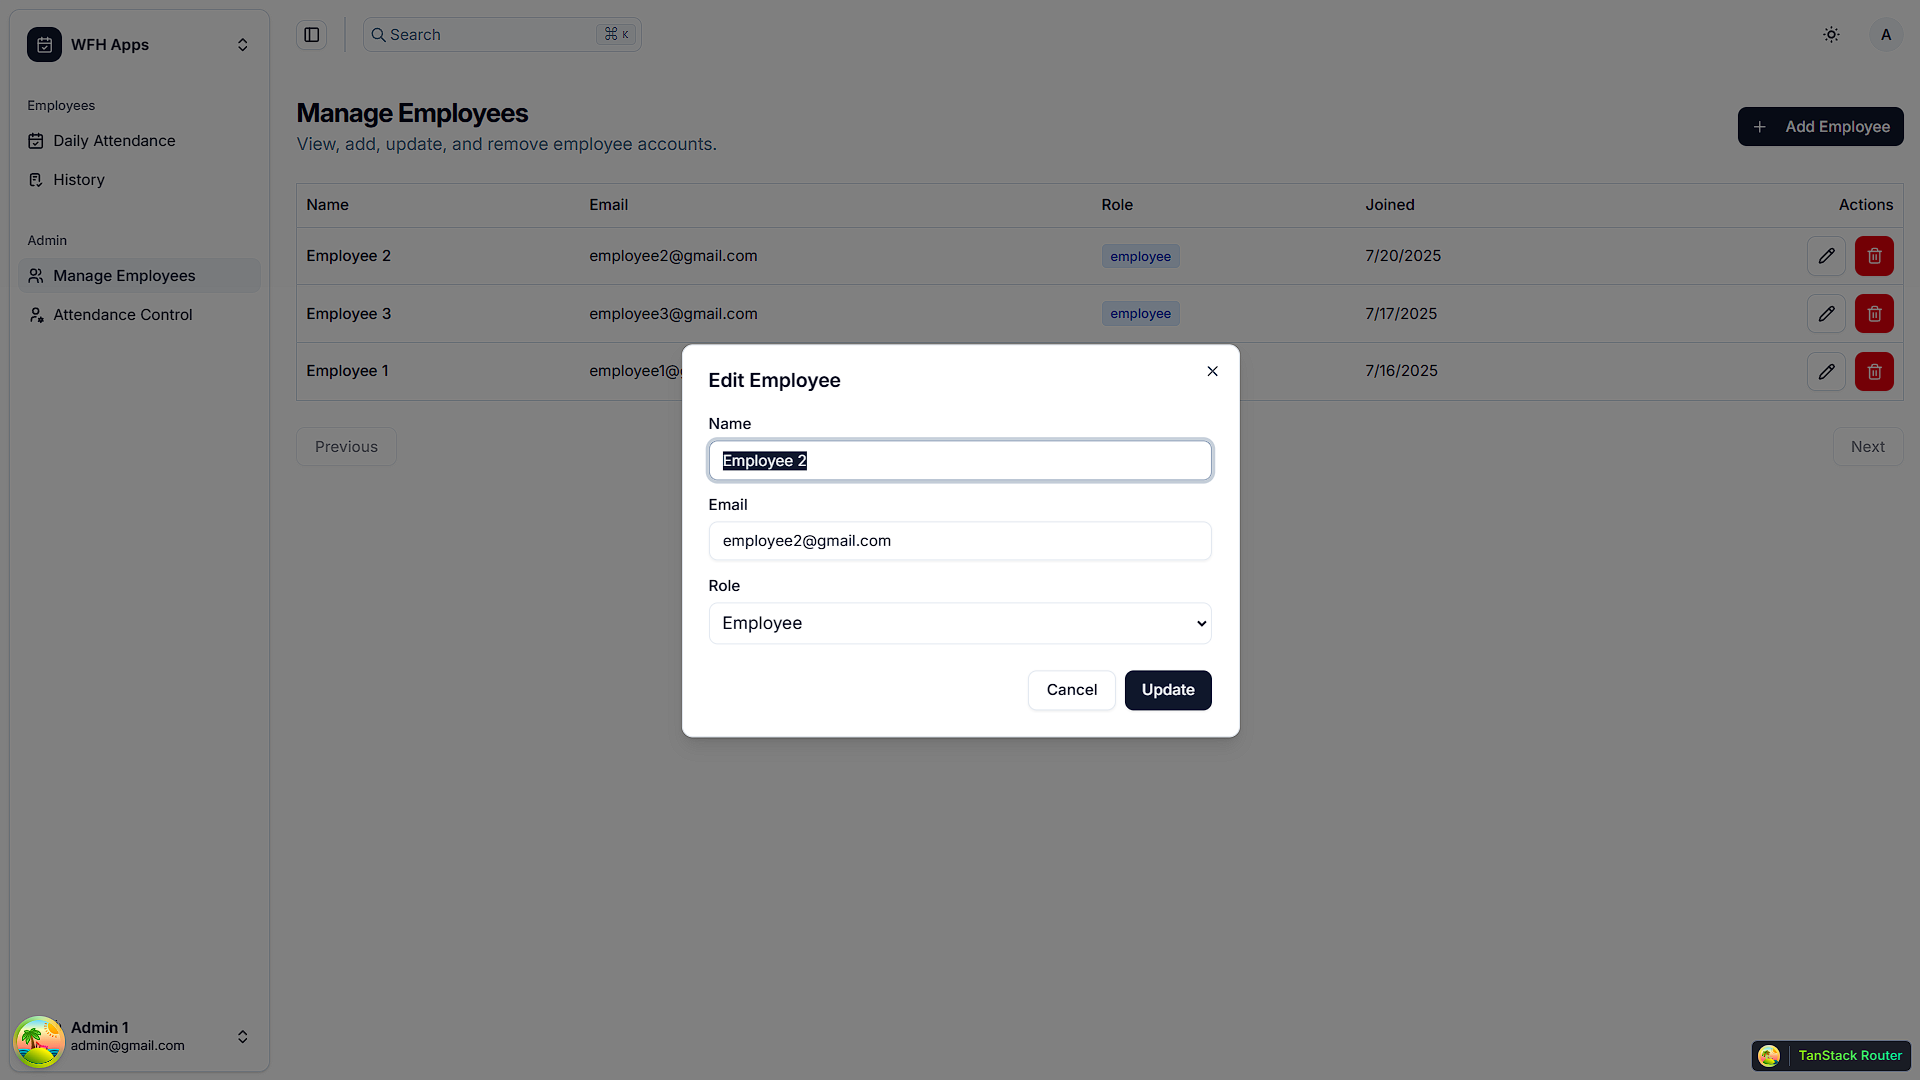 WFH Apps
Search
⌘ K
A
Employees
Daily Attendance
History
Admin
Manage Employees
Attendance Control
Manage Employees
View, add, update, and remove employee accounts.
Add Employee
Name Email Role Joined Actions
Employee 2 employee2@gmail.com employee 7/20/2025
Employee 3 employee3@gmail.com employee 7/17/2025
Employee 1 employee1@ 7/16/2025
Previous
Next
Edit Employee
Name
Employee 2
Email
employee2@gmail.com
Role
Employee
Cancel
Update
Admin 1
admin@gmail.com
TanStack Router